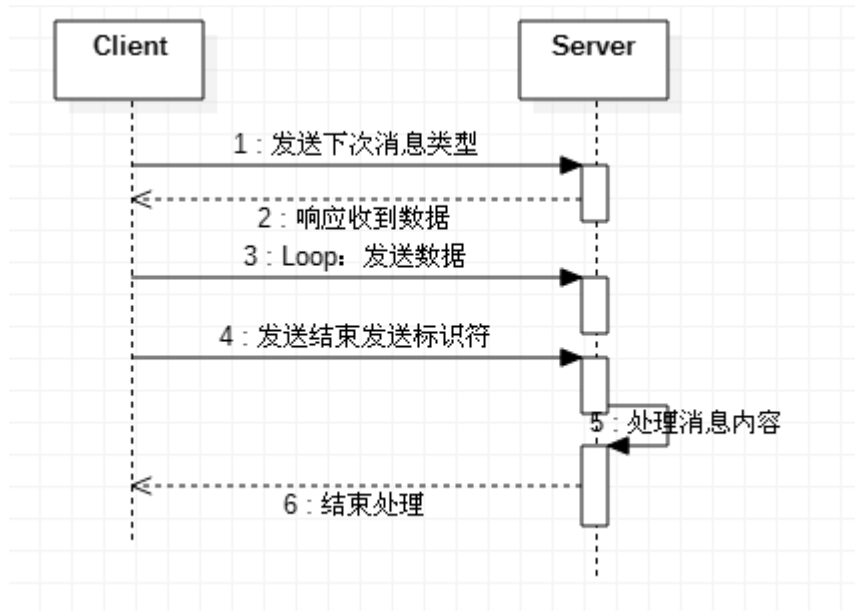 Client
Server
1 : 发送下次消息类型
2 : 响应收到数据
3 : Loop：发送数据
4 : 发送结束发送标识符
5 : 处理消息内容
6 : 结束处理